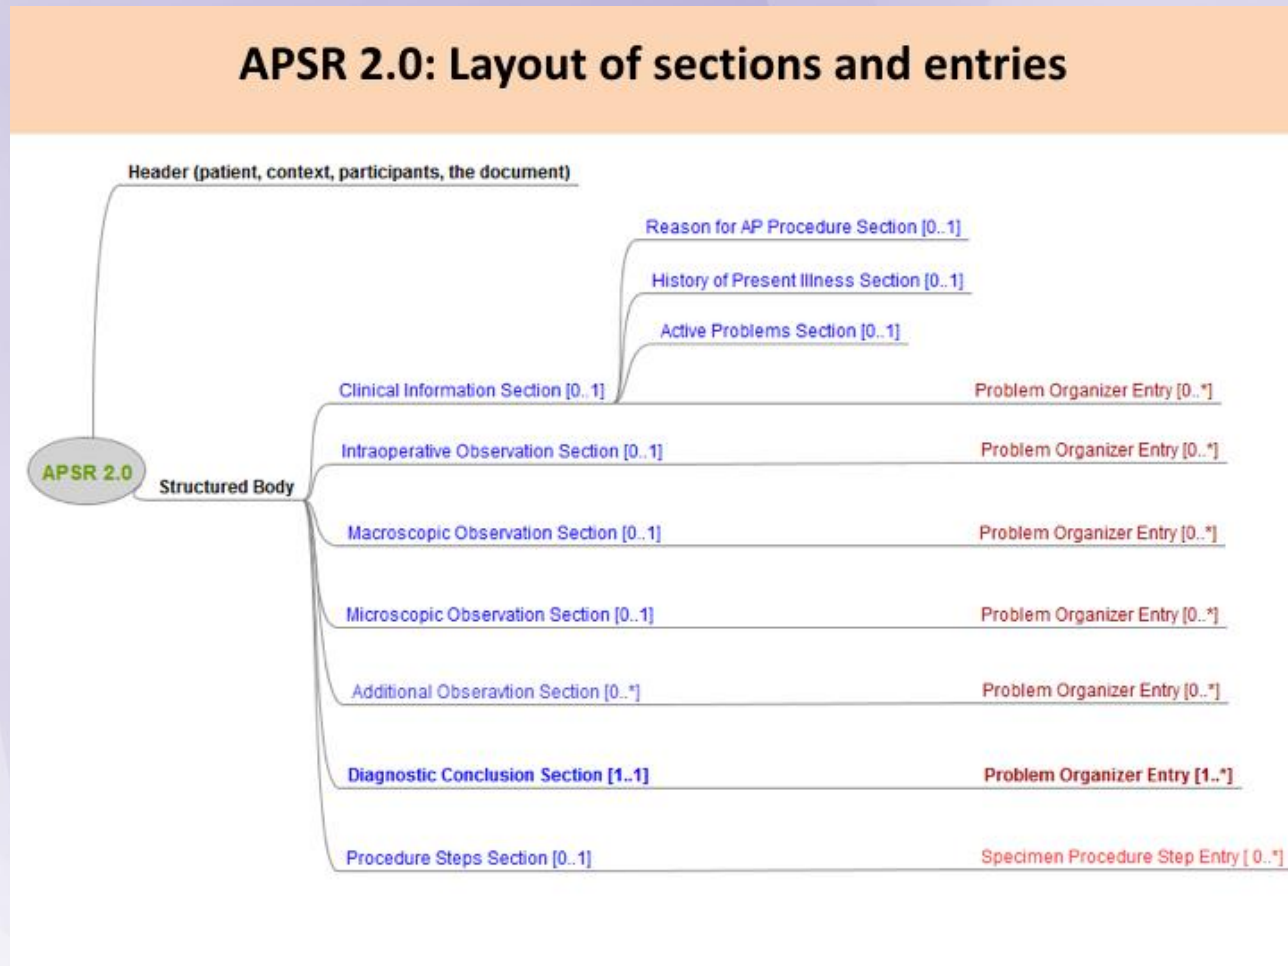 APSR 2.0: Layout of sections and entries
Header (patient, context, participants, the document)
Reason for AP Procedure Section [0..1]
History of Present Illness Section [0..1]
Active Problems Section [0..1]
Clinical Information Section [0..1] Problem Organizer Entry [0..*]
Intraoperative Observation Section [0..1] Problem Organizer Entry [0..*]
APSR 2.0
Structured Body
Macroscopic Observation Section [0..1] Problem Organizer Entry [0..*]
Microscopic Observation Section [0..1] Problem Organizer Entry [0..*]
Additional Obseravtion Section [0..*] Problem Organizer Entry [0..*]
Diagnostic Conclusion Section [1..1] Problem Organizer Entry [1..*]
Procedure Steps Section [0..1] Specimen Procedure Step Entry [ 0..*]